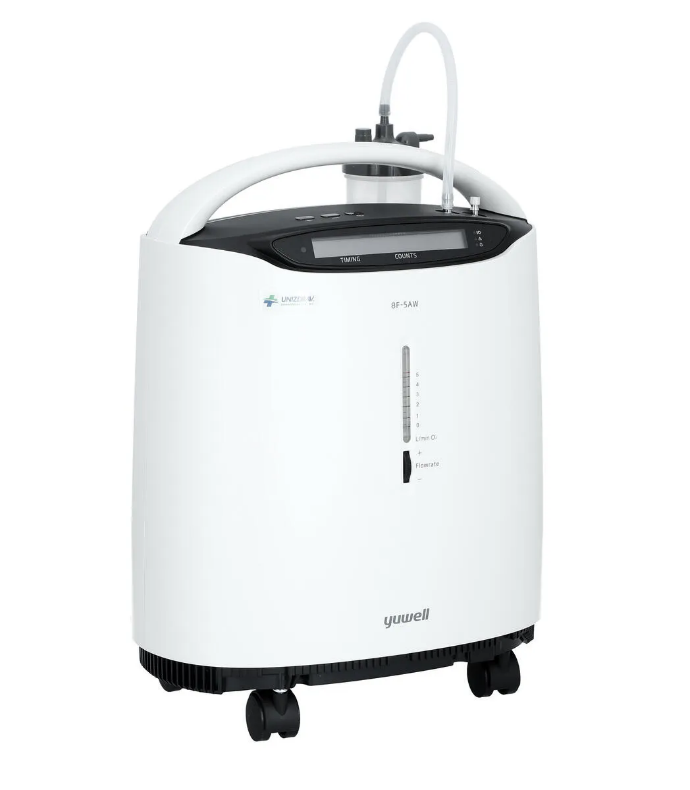 TIMING COUNTS
8F-5AW
5
4
3
2
1
0
L/min O₂
+
Flowrate
−
yuwell